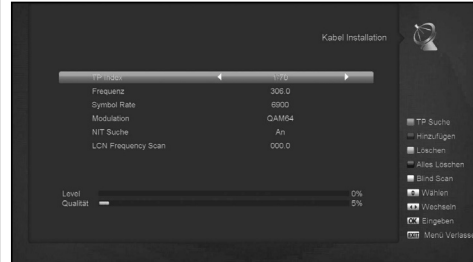 Kabel Installation
TP Index 1/70
Frequenz 306.0
Symbol Rate 6900
Modulation QAM64
NIT Suche An
LCN Frequency Scan 000.0
Level 0%
Qualität 5%
TP Suche
Hinzufügen
Löschen
Alles Löschen
Blind Scan
Wählen
Wechseln
OK Eingeben
EXIT Menü Verlasse